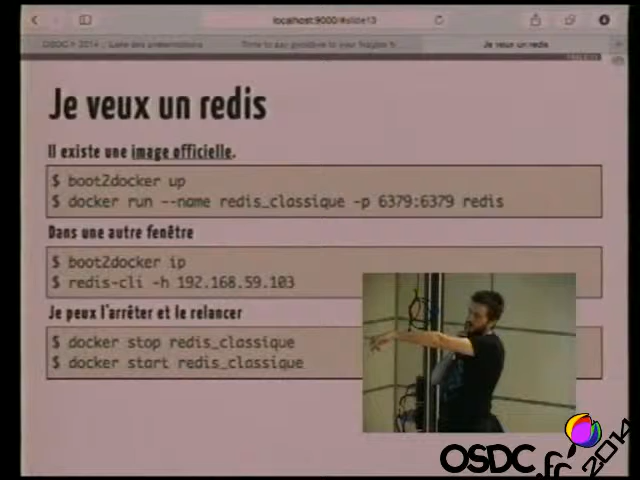 localhost:9000/#slide13
Je veux un redis
Je veux un redis
Il existe une image officielle.
$ boot2docker up
$ docker run --name redis_classique -p 6379:6379 redis
Dans une autre fenêtre
$ boot2docker ip
$ redis-cli -h 192.168.59.103
Je peux l'arrêter et le relancer
$ docker stop redis_classique
$ docker start redis_classique
OSDC.fr 2014